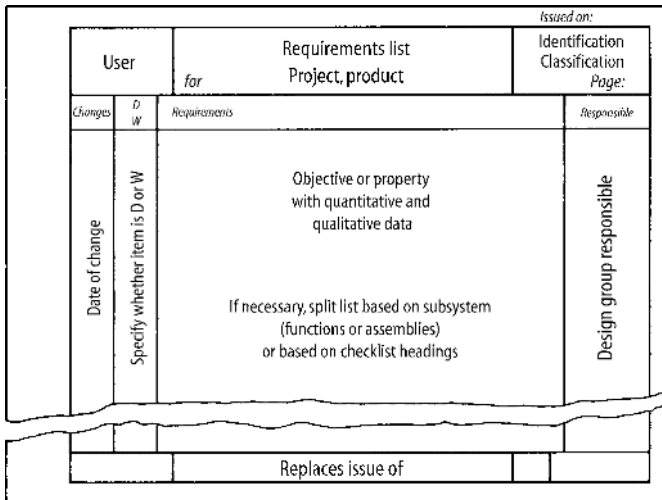 Issued on:
User
for
Requirements list
Project, product
Identification
Classification
Page:
Changes
D
W
Requirements
Responsible
Date of change
Specify whether item is D or W
Objective or property
with quantitative and
qualitative data
If necessary, split list based on subsystem
(functions or assemblies)
or based on checklist headings
Design group responsible
Replaces issue of